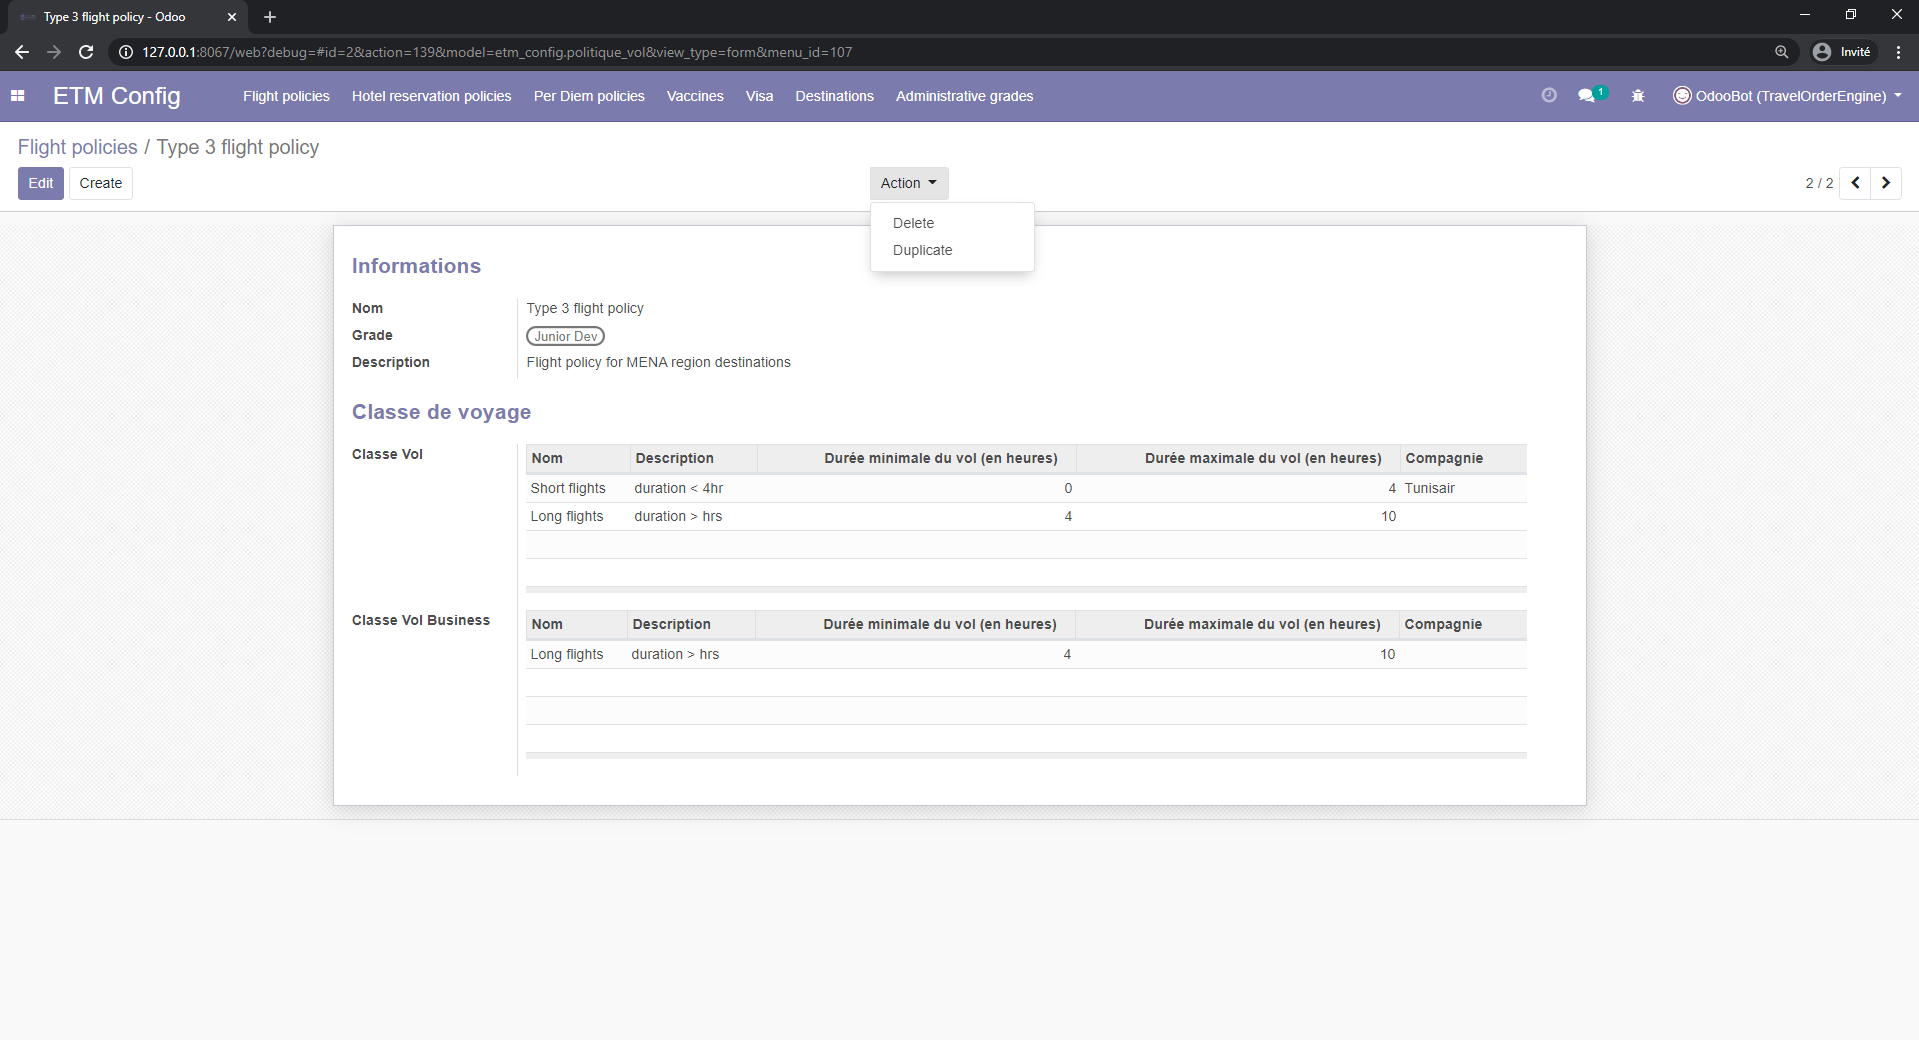 Type 3 flight policy - Odoo
127.0.0.1:8067/web?debug=#id=2&action=139&model=etm_config.politique_vol&view_type=form&menu_id=107
Invité
ETM Config Flight policies Hotel reservation policies Per Diem policies Vaccines Visa Destinations Administrative grades 1 OdooBot (TravelOrderEngine)
Flight policies / Type 3 flight policy
Edit Create Action 2 / 2
Delete
Duplicate
Informations
Nom Type 3 flight policy
Grade Junior Dev
Description Flight policy for MENA region destinations
Classe de voyage
Classe Vol
Nom Description Durée minimale du vol (en heures) Durée maximale du vol (en heures) Compagnie
Short flights duration < 4hr 0 4 Tunisair
Long flights duration > hrs 4 10
Classe Vol Business
Nom Description Durée minimale du vol (en heures) Durée maximale du vol (en heures) Compagnie
Long flights duration > hrs 4 10